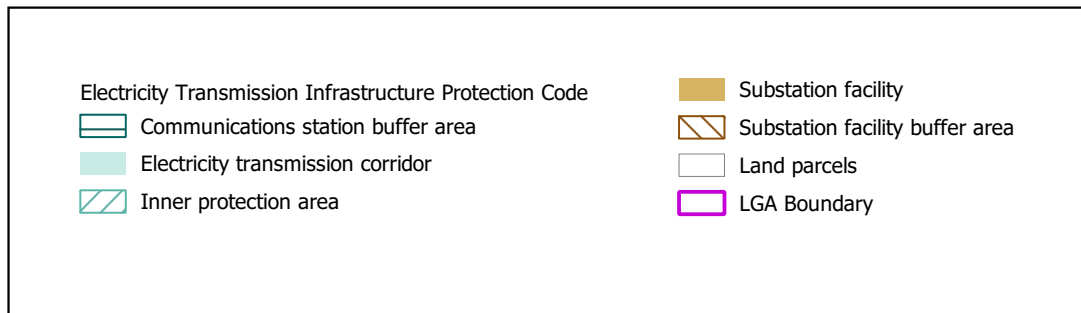 Electricity Transmission Infrastructure Protection Code
Communications station buffer area
Electricity transmission corridor
Inner protection area
Substation facility
Substation facility buffer area
Land parcels
LGA Boundary